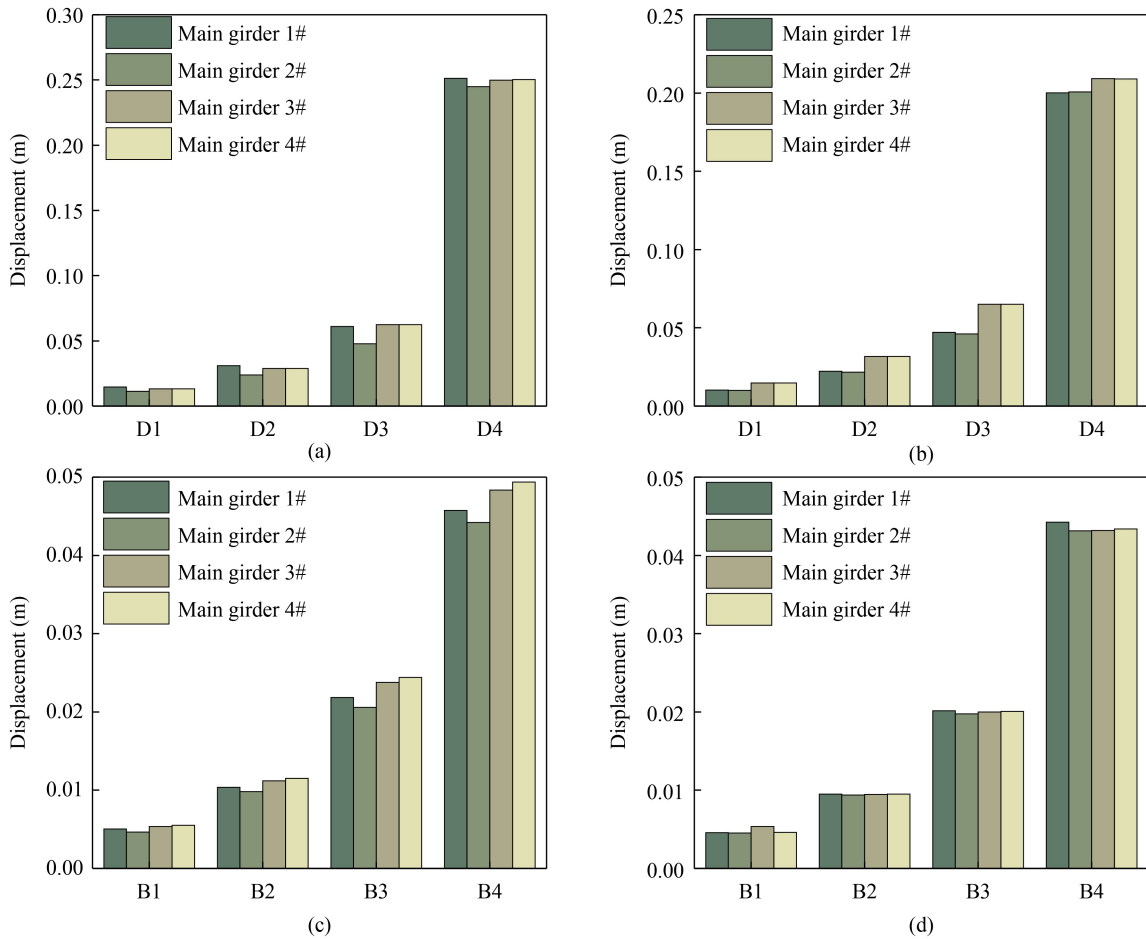 0.30
0.25
0.20
0.15
0.10
0.05
0.00
Displacement (m)
Main girder 1#
Main girder 2#
Main girder 3#
Main girder 4#
D1 D2 D3 D4
(a)
0.25
0.20
0.15
0.10
0.05
0.00
Displacement (m)
Main girder 1#
Main girder 2#
Main girder 3#
Main girder 4#
D1 D2 D3 D4
(b)
0.05
0.04
0.03
0.02
0.01
0.00
Displacement (m)
Main girder 1#
Main girder 2#
Main girder 3#
Main girder 4#
B1 B2 B3 B4
(c)
0.05
0.04
0.03
0.02
0.01
0.00
Displacement (m)
Main girder 1#
Main girder 2#
Main girder 3#
Main girder 4#
B1 B2 B3 B4
(d)